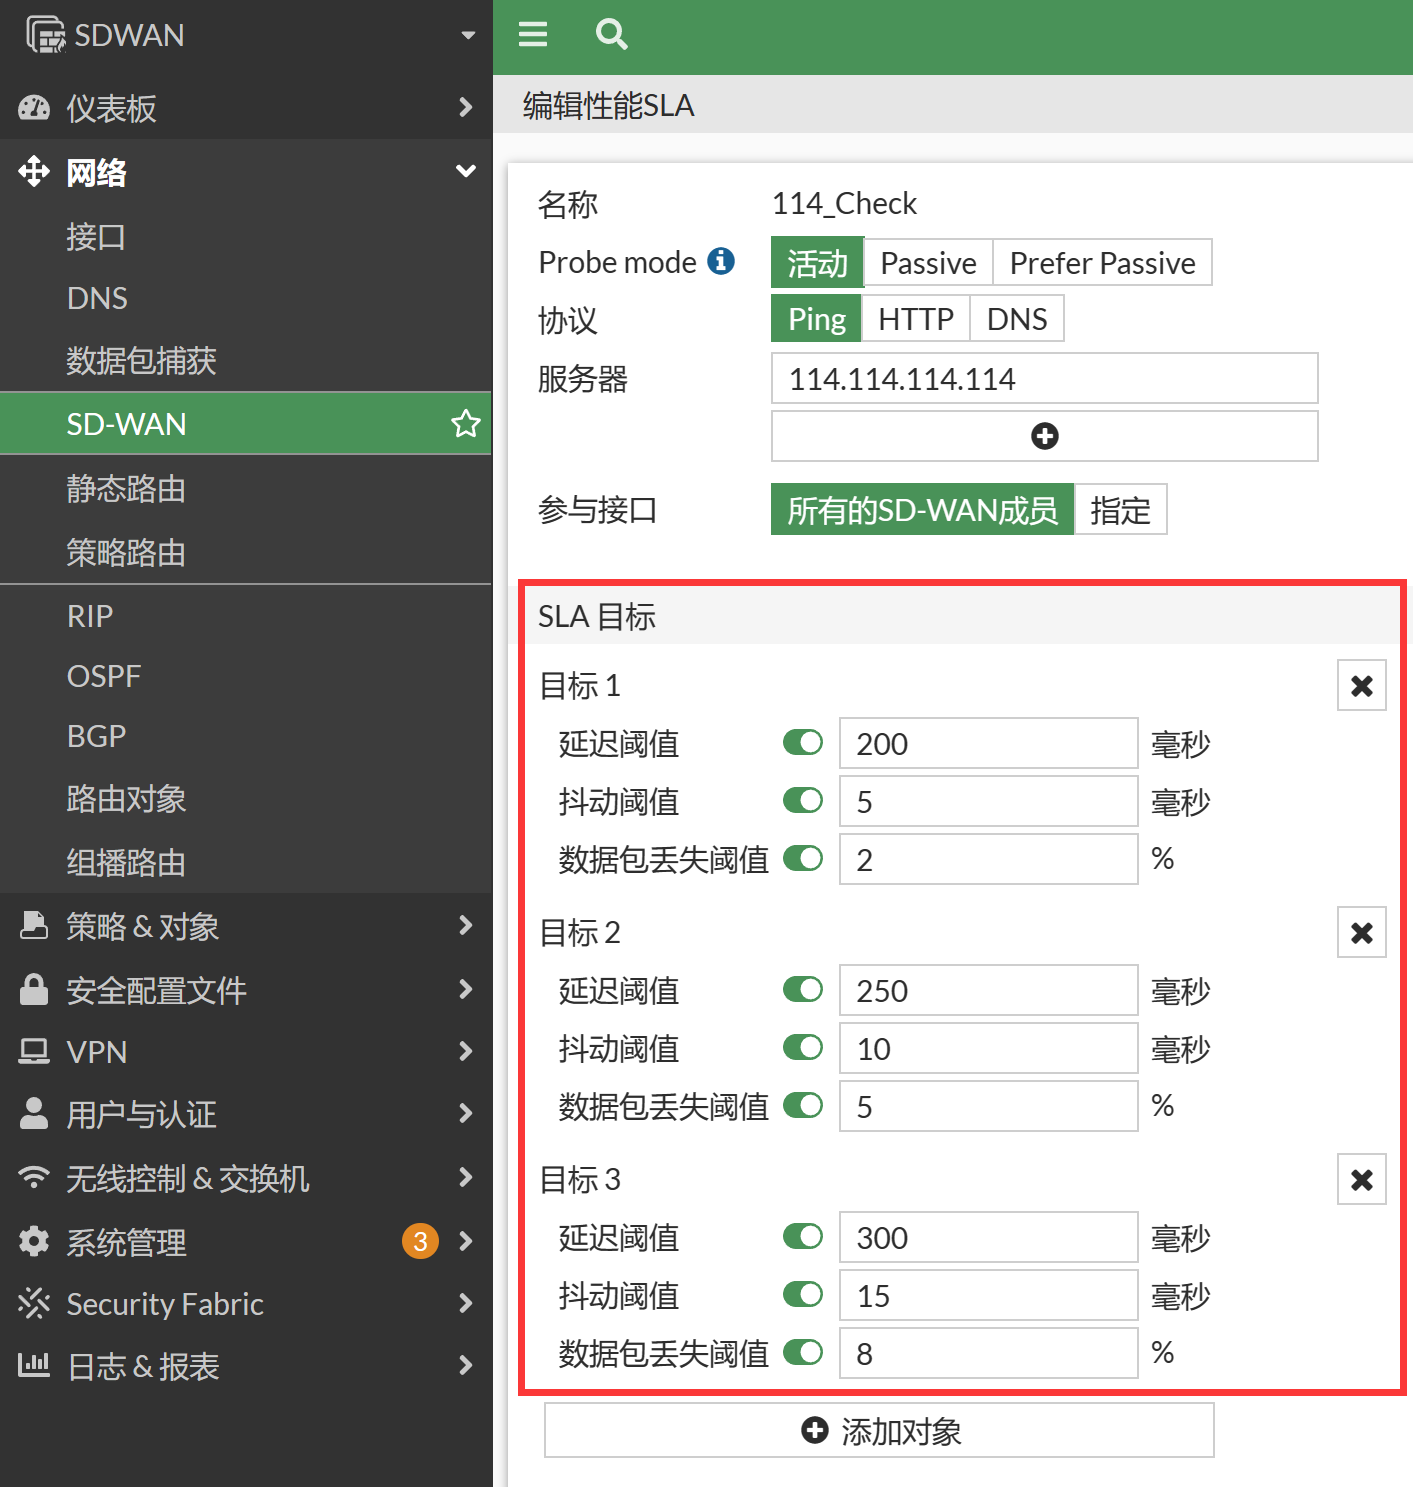 SDWAN
仪表板
网络
接口
DNS
数据包捕获
SD-WAN
静态路由
策略路由
RIP
OSPF
BGP
路由对象
组播路由
策略 & 对象
安全配置文件
VPN
用户与认证
无线控制 & 交换机
系统管理 3
Security Fabric
日志 & 报表
编辑性能SLA
名称 114_Check
Probe mode 活动 Passive Prefer Passive
协议 Ping HTTP DNS
服务器 114.114.114.114
参与接口 所有的SD-WAN成员 指定
SLA 目标
目标 1
延迟阈值 200 毫秒
抖动阈值 5 毫秒
数据包丢失阈值 2 %
目标 2
延迟阈值 250 毫秒
抖动阈值 10 毫秒
数据包丢失阈值 5 %
目标 3
延迟阈值 300 毫秒
抖动阈值 15 毫秒
数据包丢失阈值 8 %
添加对象